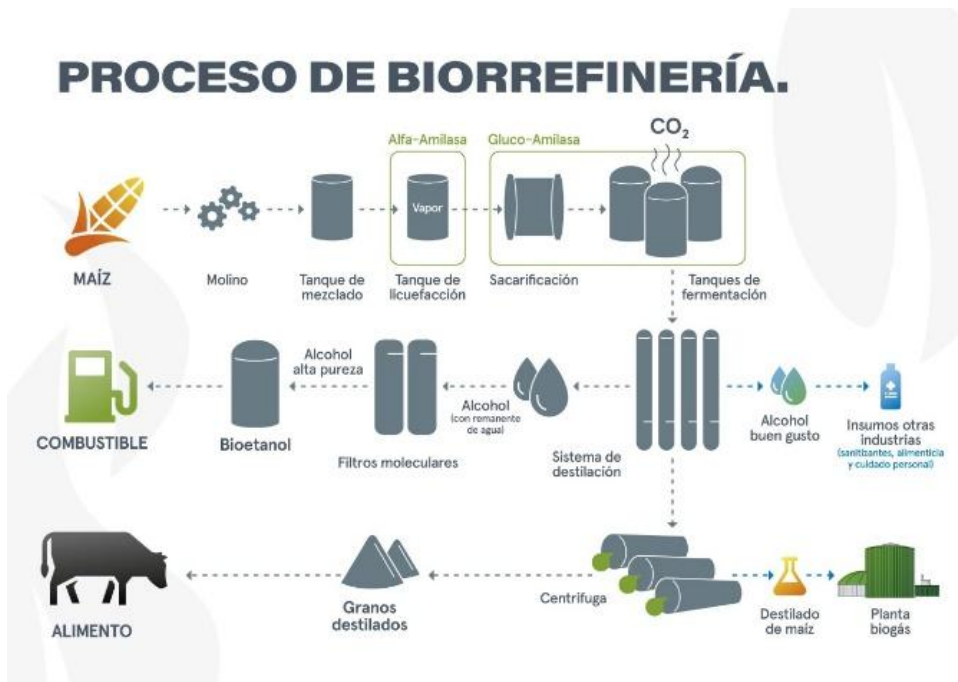 PROCESO DE BIORREFINERÍA.
CO₂
Alfa-Amilasa
Gluco-Amilasa
Vapor
MAÍZ
Molino
Tanque de
mezclado
Tanque de
licuefacción
Sacarificación
Tanques de
fermentación
COMBUSTIBLE
Bioetanol
Alcohol
alta pureza
Filtros moleculares
Alcohol
(con remanente
de agua)
Sistema de
destilación
Alcohol
buen gusto
Insumos otras
industrias
(sanitizantes, alimenticia
y cuidado personal)
ALIMENTO
Granos
destilados
Centrifuga
Destilado
de maíz
Planta
biogás